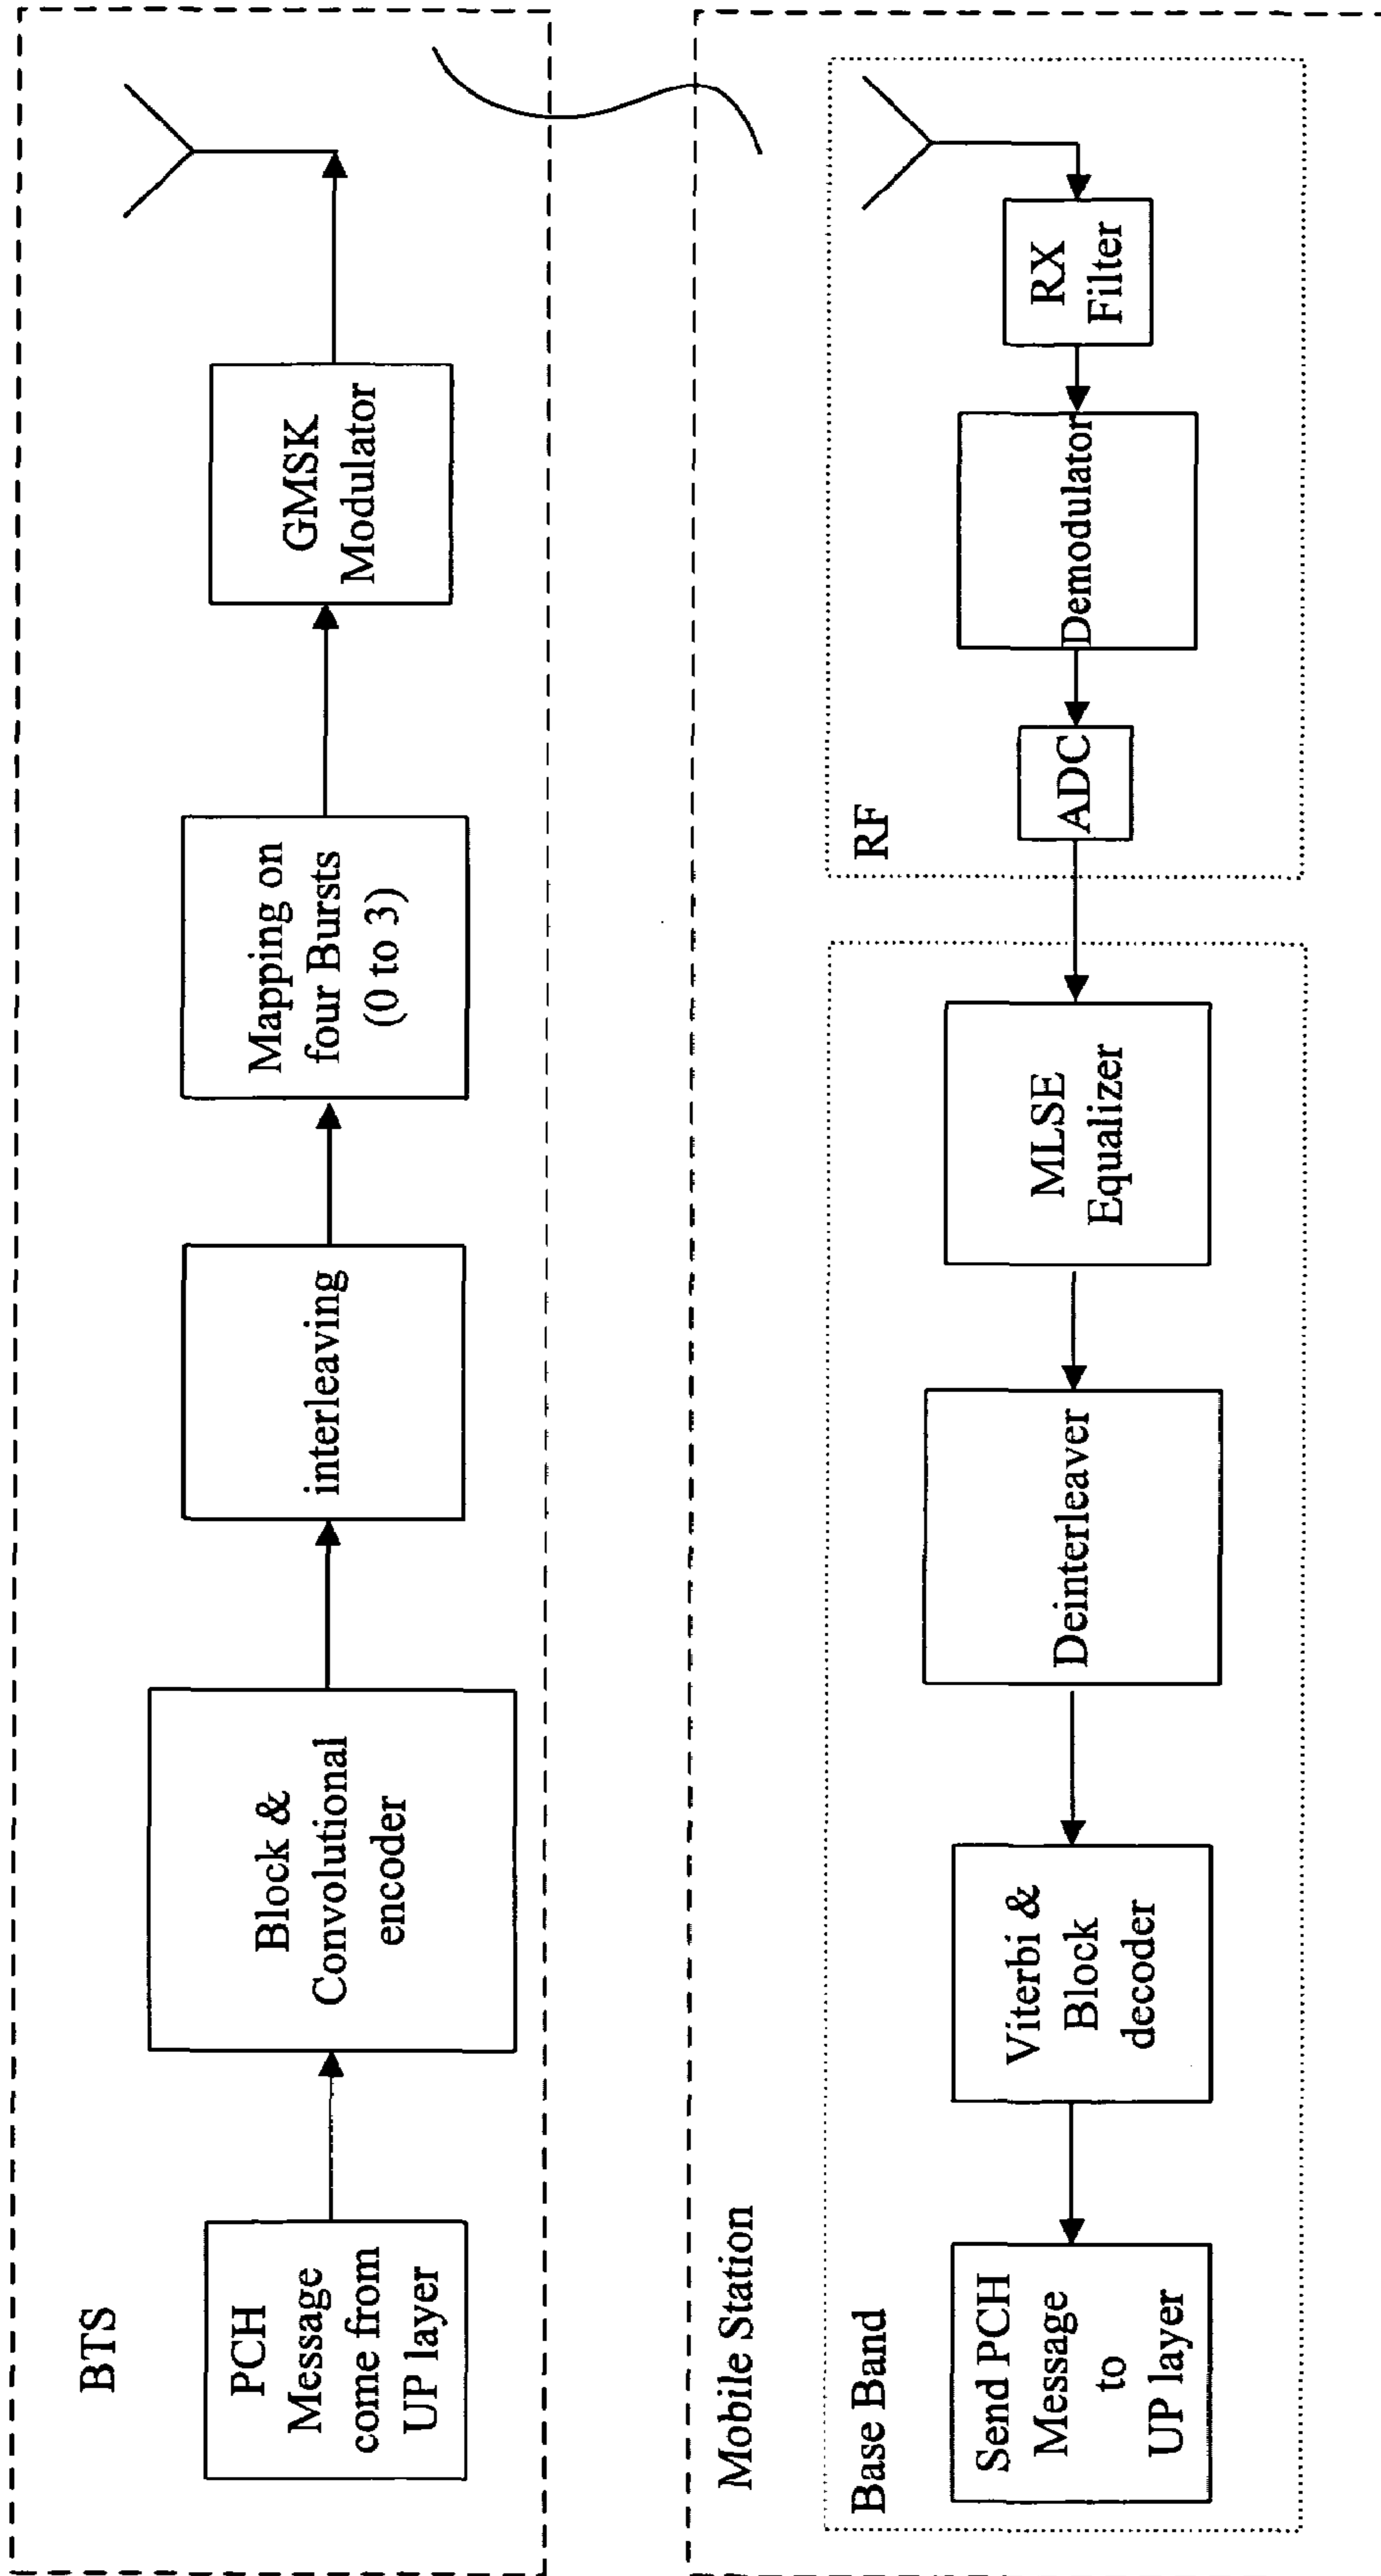 BTS
PCH
Message
come from
UP layer
Block &
Convolutional
encoder
interleaving
Mapping on
four Bursts
(0 to 3)
GMSK
Modulator
Mobile Station
Base Band
Send PCH
Message
to
UP layer
Viterbi &
Block
decoder
Deinterleaver
MLSE
Equalizer
RF
ADC
Demodulator
RX
Filter